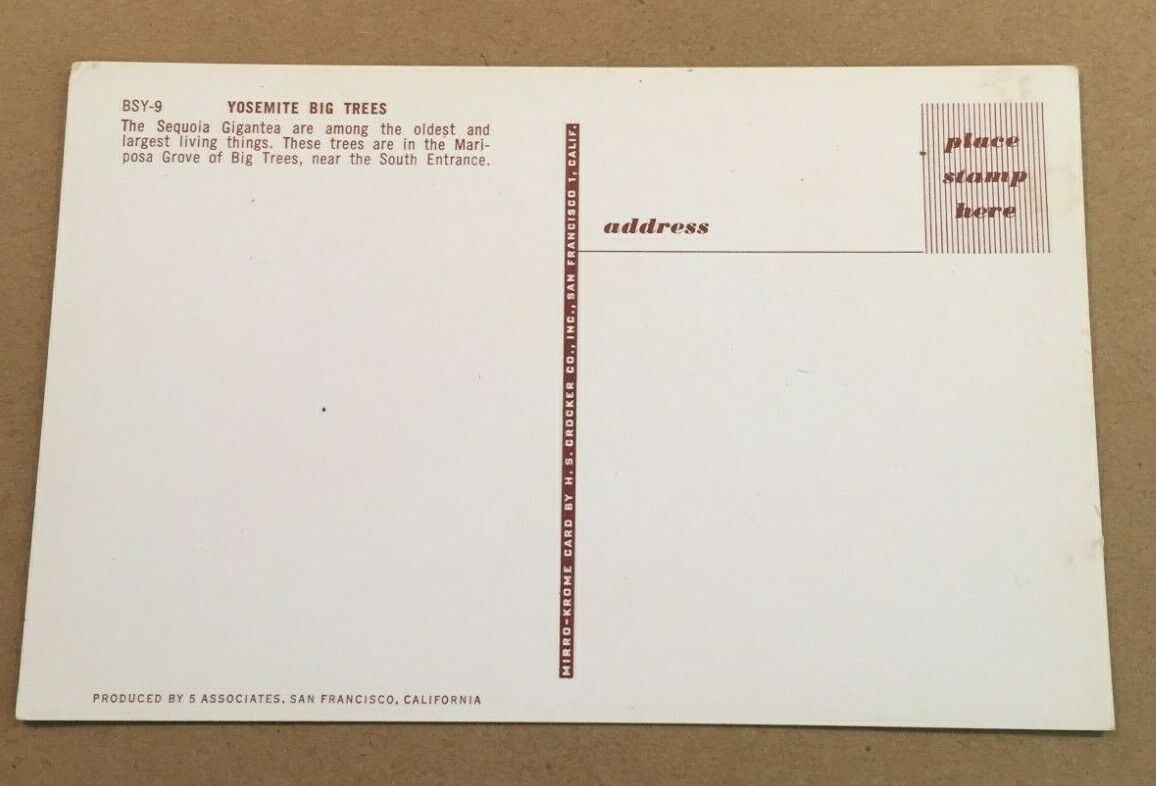 BSY-9 YOSEMITE BIG TREES
The Sequoia Gigantea are among the oldest and
largest living things. These trees are in the Mari-
posa Grove of Big Trees, near the South Entrance.
PRODUCED BY 5 ASSOCIATES, SAN FRANCISCO, CALIFORNIA
MIRRO-KROME CARD BY H. S. CROCKER CO., INC., SAN FRANCISCO 1, CALIF.
address
place
stamp
here